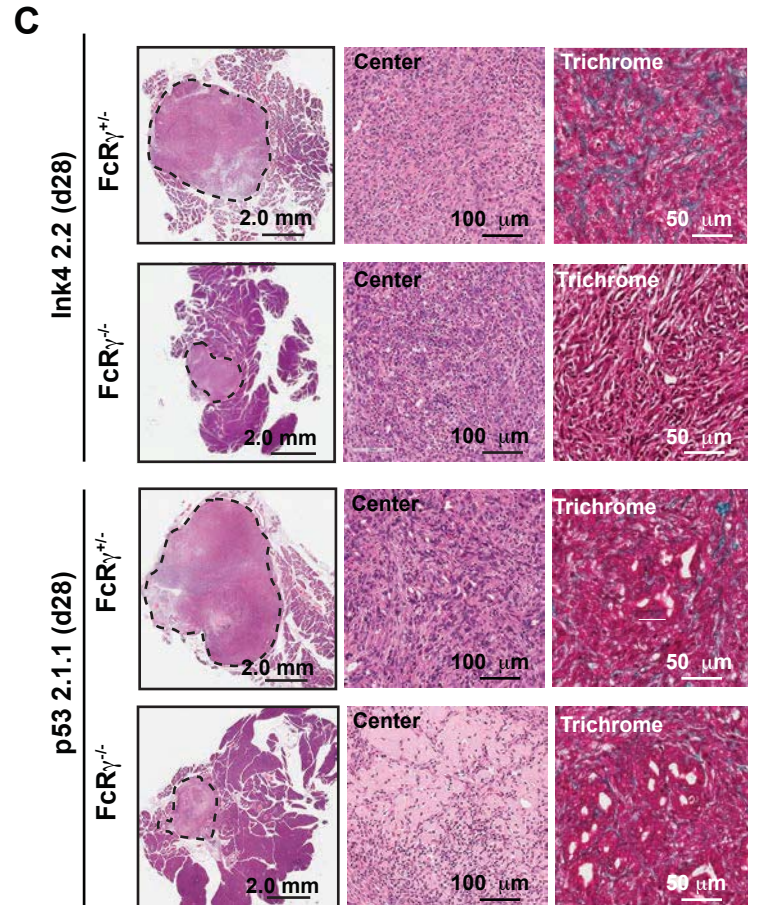 C
Ink4 2.2 (d28)
FcRγ+/-
2.0 mm
Center
100 μm
Trichrome
50 μm
FcRγ-/-
2.0 mm
Center
100 μm
Trichrome
50 μm
p53 2.1.1 (d28)
FcRγ+/-
2.0 mm
Center
100 μm
Trichrome
50 μm
FcRγ-/-
2.0 mm
Center
100 μm
Trichrome
50 μm